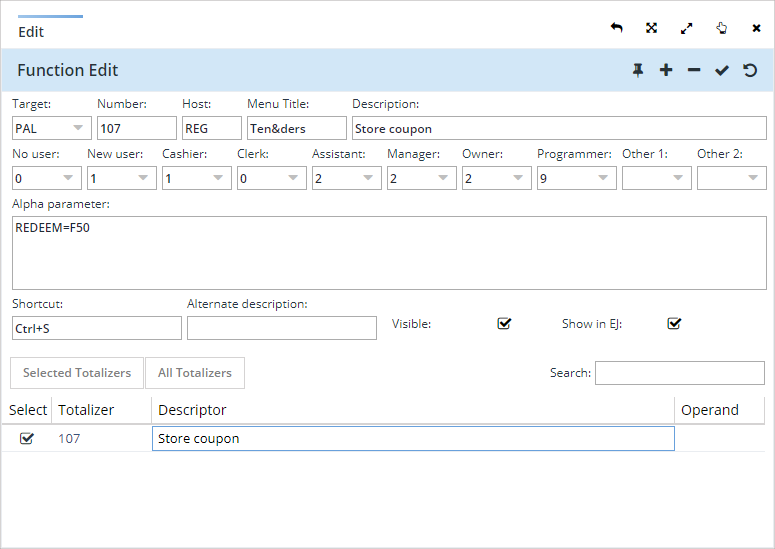 Edit
Function Edit
Target: Number: Host: Menu Title: Description:
PAL 107 REG Ten&ders Store coupon
No user: New user: Cashier: Clerk: Assistant: Manager: Owner: Programmer: Other 1: Other 2:
0 1 1 0 2 2 2 9
Alpha parameter:
REDEEM=F50
Shortcut: Alternate description:
Ctrl+S Visible: Show in EJ:
Selected Totalizers All Totalizers Search:
Select Totalizer Descriptor Operand
107 Store coupon